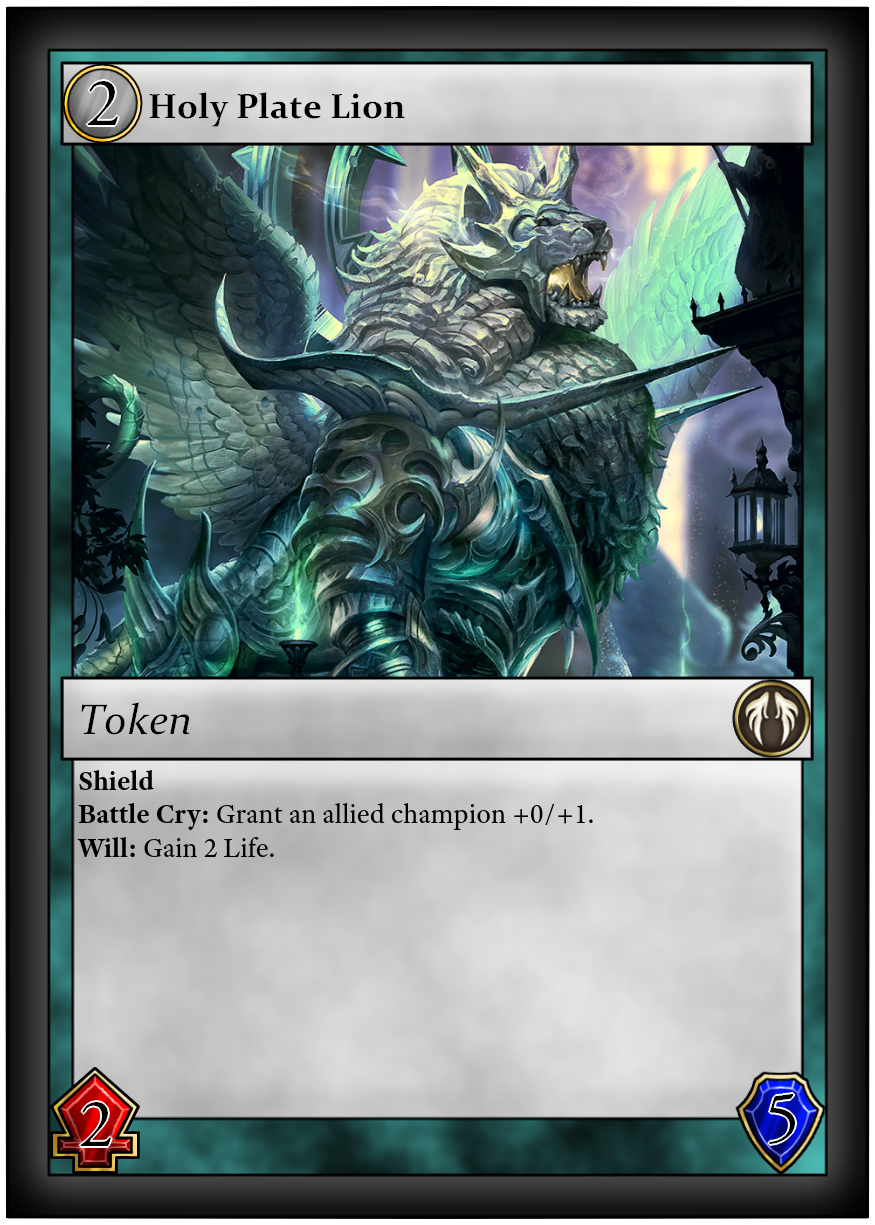 2 Holy Plate Lion
Token
Shield
Battle Cry: Grant an allied champion +0/+1.
Will: Gain 2 Life.
2 5